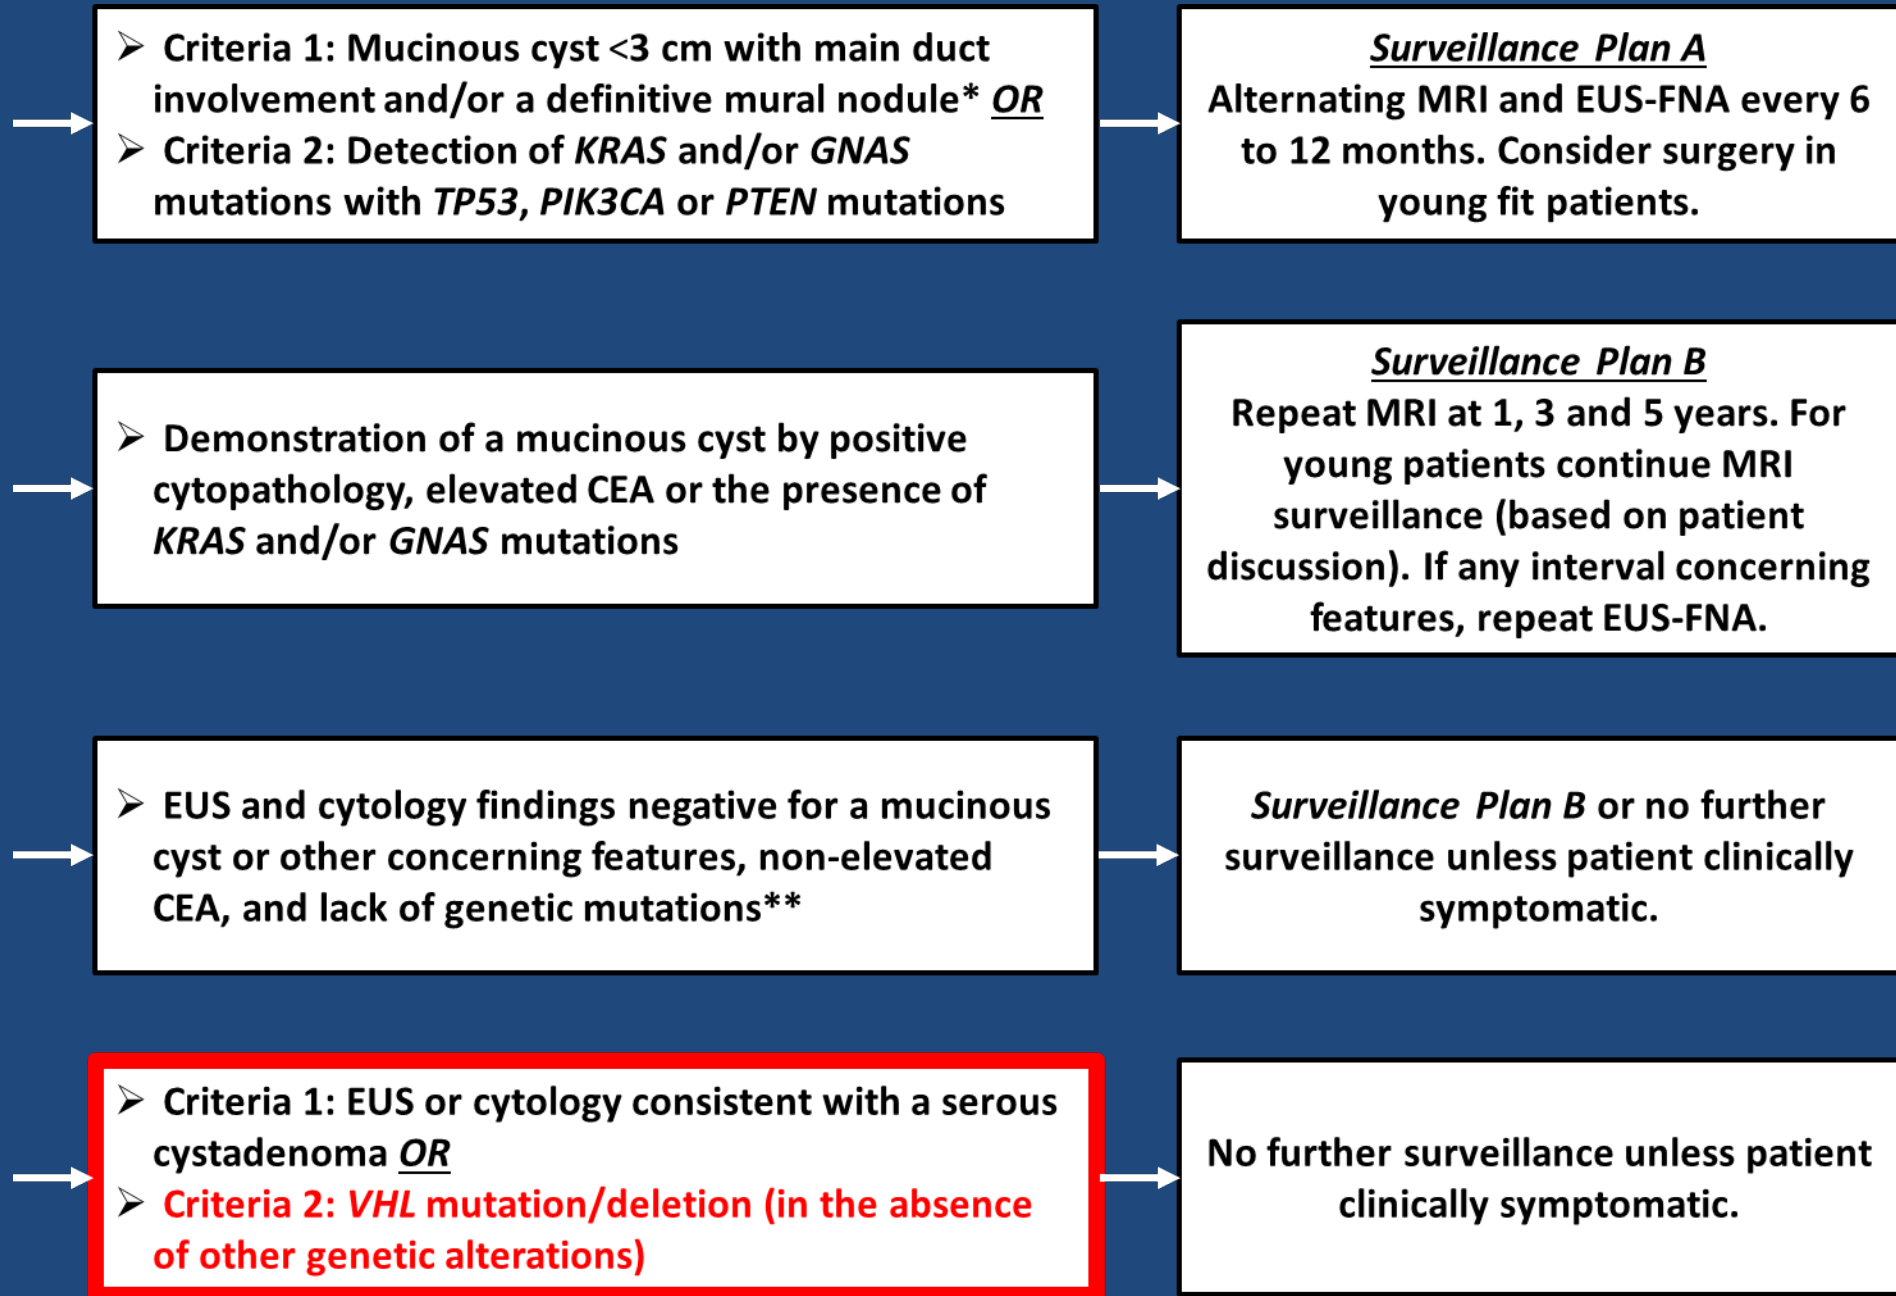 ➢ Criteria 1: Mucinous cyst <3 cm with main duct
involvement and/or a definitive mural nodule* OR
➢ Criteria 2: Detection of KRAS and/or GNAS
mutations with TP53, PIK3CA or PTEN mutations
Surveillance Plan A
Alternating MRI and EUS-FNA every 6
to 12 months. Consider surgery in
young fit patients.
➢ Demonstration of a mucinous cyst by positive
cytopathology, elevated CEA or the presence of
KRAS and/or GNAS mutations
Surveillance Plan B
Repeat MRI at 1, 3 and 5 years. For
young patients continue MRI
surveillance (based on patient
discussion). If any interval concerning
features, repeat EUS-FNA.
➢ EUS and cytology findings negative for a mucinous
cyst or other concerning features, non-elevated
CEA, and lack of genetic mutations**
Surveillance Plan B or no further
surveillance unless patient clinically
symptomatic.
➢ Criteria 1: EUS or cytology consistent with a serous
cystadenoma OR
➢ Criteria 2: VHL mutation/deletion (in the absence
of other genetic alterations)
No further surveillance unless patient
clinically symptomatic.